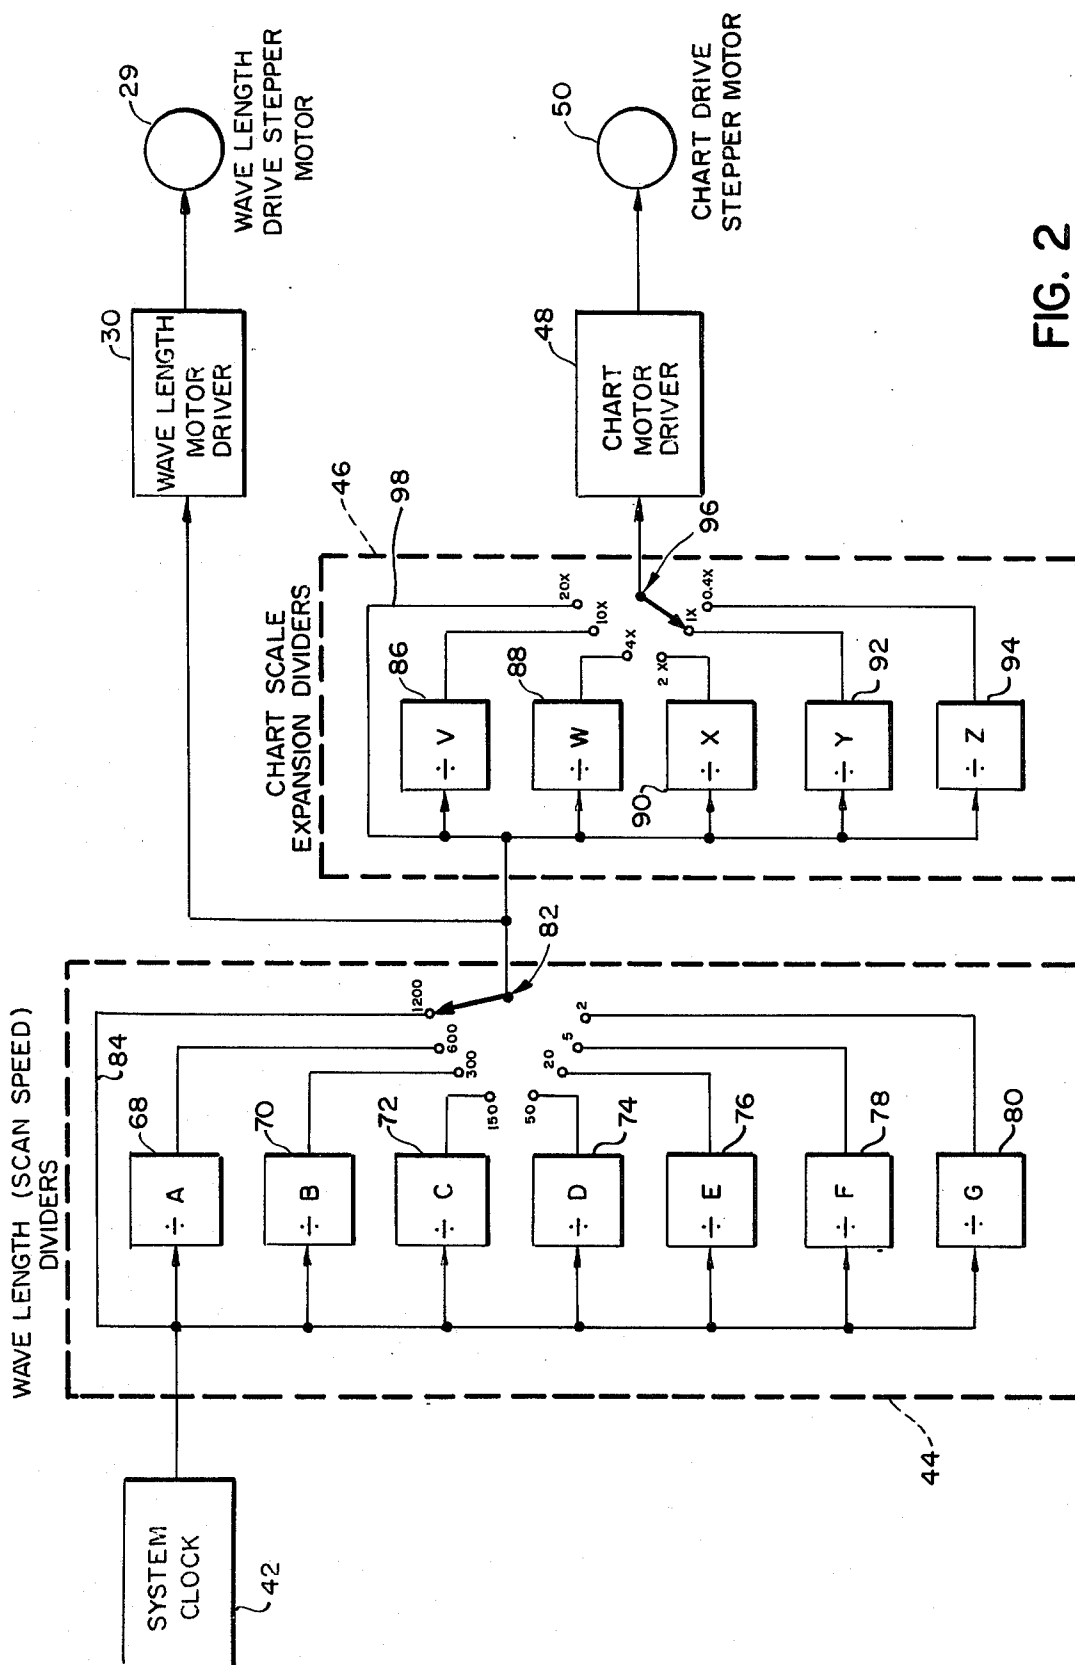 WAVE LENGTH (SCAN SPEED)
DIVIDERS
SYSTEM
CLOCK
42
44
84
68
÷ A
70
÷ B
72
÷ C
74
÷ D
76
÷ E
78
÷ F
80
÷ G
1200
600
300
150
50
20
5
2
82
CHART SCALE
EXPANSION DIVIDERS
46
98
86
÷ V
88
÷ W
90
÷ X
92
÷ Y
94
÷ Z
20X
10X
4X
2 X
1X
0.4X
96
30
WAVE LENGTH
MOTOR
DRIVER
29
WAVE LENGTH
DRIVE STEPPER
MOTOR
48
CHART
MOTOR
DRIVER
50
CHART DRIVE
STEPPER MOTOR
FIG. 2